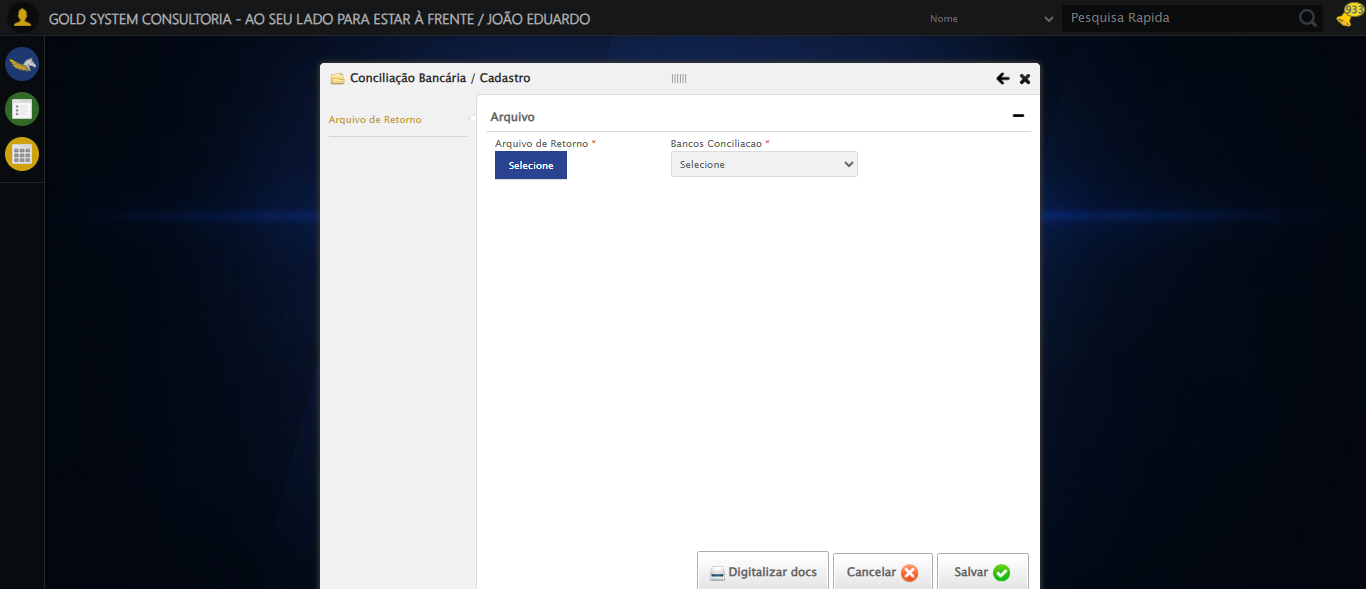 GOLD SYSTEM CONSULTORIA - AO SEU LADO PARA ESTAR À FRENTE / JOÃO EDUARDO
Nome
Pesquisa Rapida
933
Conciliação Bancária / Cadastro
Arquivo de Retorno
Arquivo
Arquivo de Retorno *
Bancos Conciliacao *
Selecione
Selecione
Digitalizar docs
Cancelar
Salvar